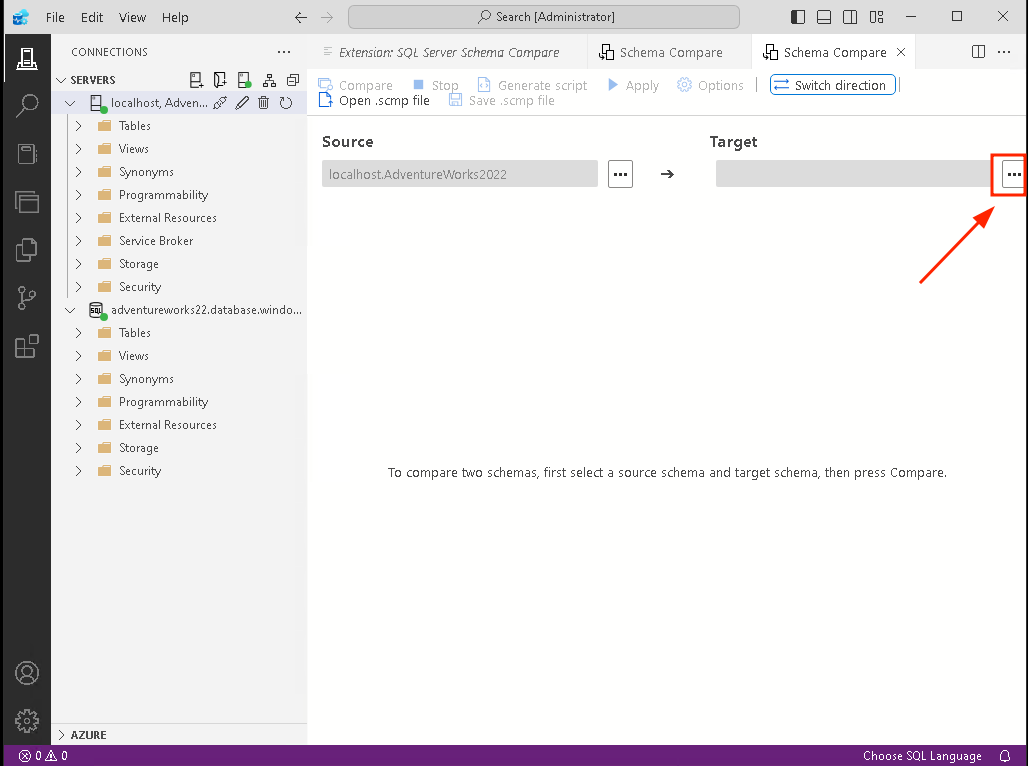 File Edit View Help
Search [Administrator]
CONNECTIONS
SERVERS
localhost, Adven...
Tables
Views
Synonyms
Programmability
External Resources
Service Broker
Storage
Security
SQL
adventureworks22.database.windo...
Tables
Views
Synonyms
Programmability
External Resources
Storage
Security
AZURE
Extension: SQL Server Schema Compare
Schema Compare
Schema Compare
Compare Stop Generate script Apply Options Switch direction
Open .scmp file Save .scmp file
Source Target
localhost.AdventureWorks2022
To compare two schemas, first select a source schema and target schema, then press Compare.
0 0 Choose SQL Language